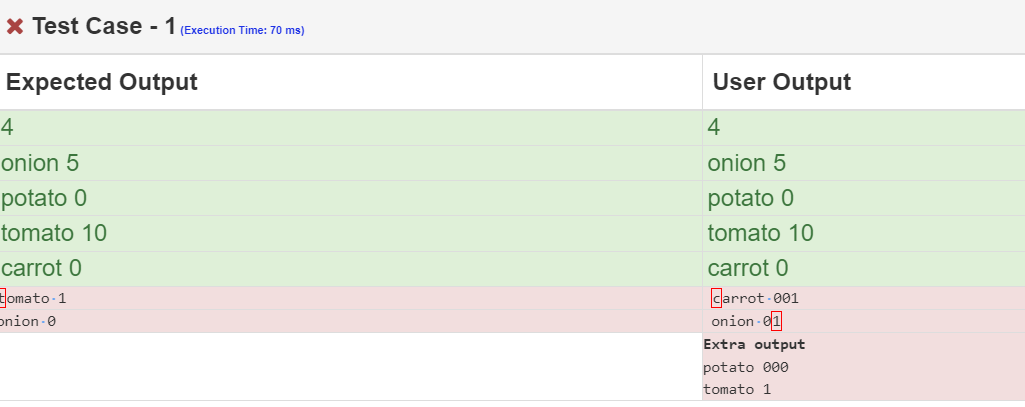 ✖ Test Case - 1 (Execution Time: 70 ms)
Expected Output User Output
4 4
onion 5 onion 5
potato 0 potato 0
tomato 10 tomato 10
carrot 0 carrot 0
tomato·1 carrot·001
onion·0 onion·01
Extra output
potato 000
tomato 1